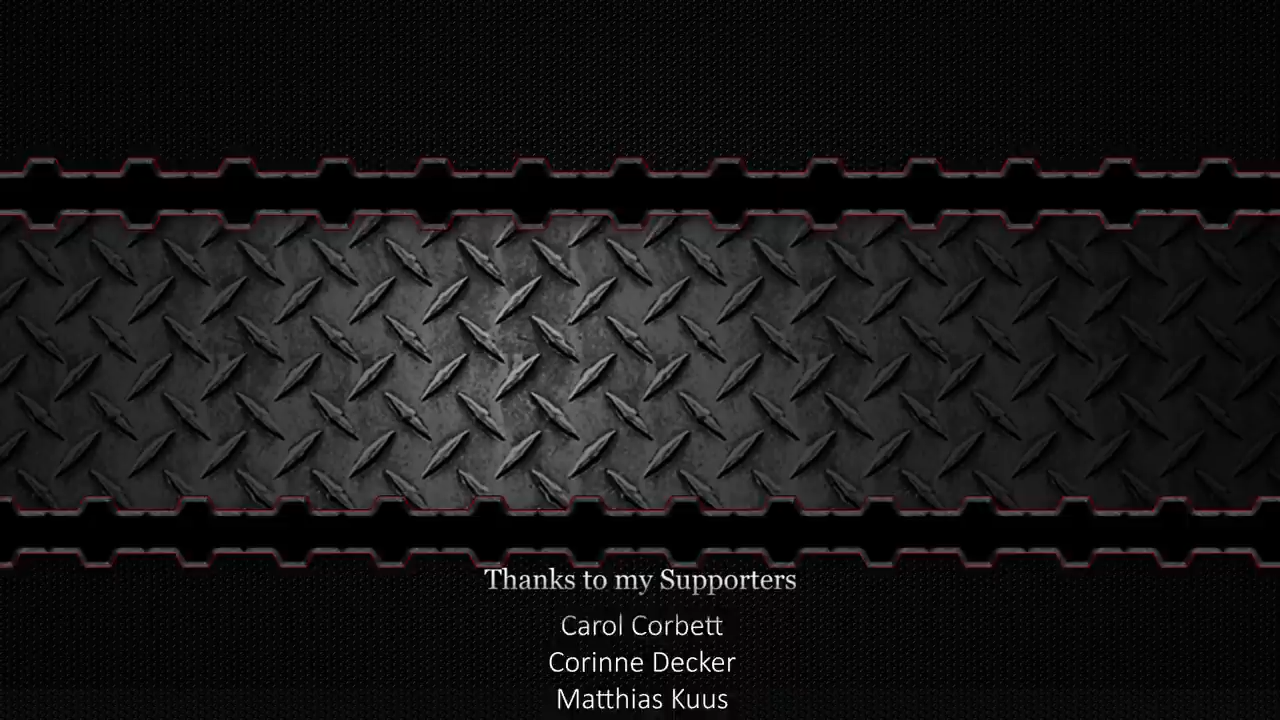 Thanks to my Supporters
Carol Corbett
Corinne Decker
Matthias Kuus